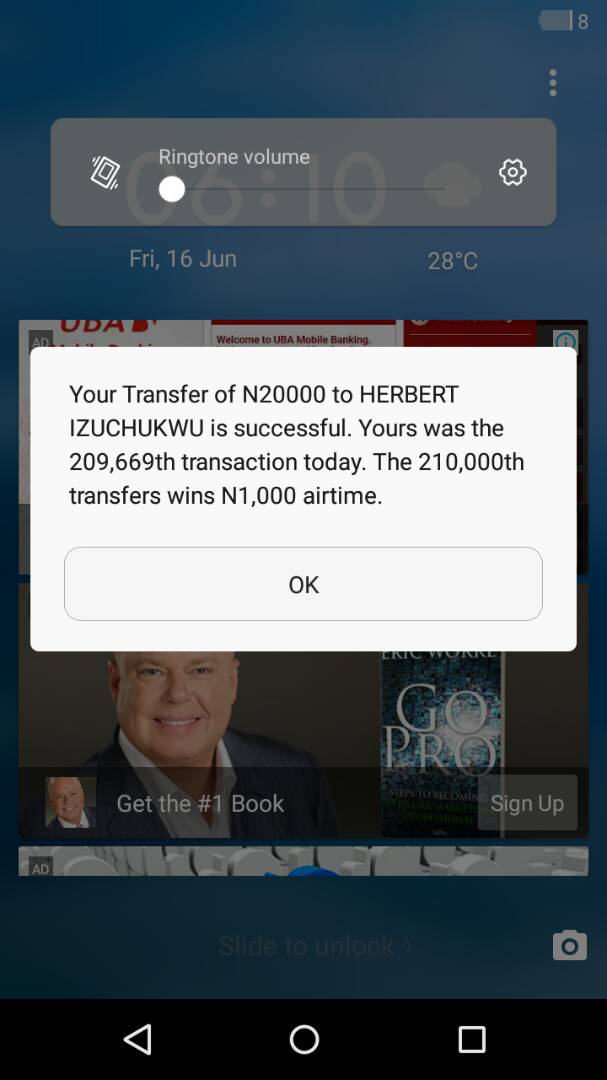 8
Ringtone volume
06:10
Fri, 16 Jun
28°C
UBA
AD
Welcome to UBA Mobile Banking.
Your Transfer of N20000 to HERBERT
IZUCHUKWU is successful. Yours was the
209,669th transaction today. The 210,000th
transfers wins N1,000 airtime.
OK
ERIC WORRE
GO
PRO
STEPS TO BECOMING
NETWORK MARKETING
PROFESSIONAL
Get the #1 Book
Sign Up
AD
Slide to unlock